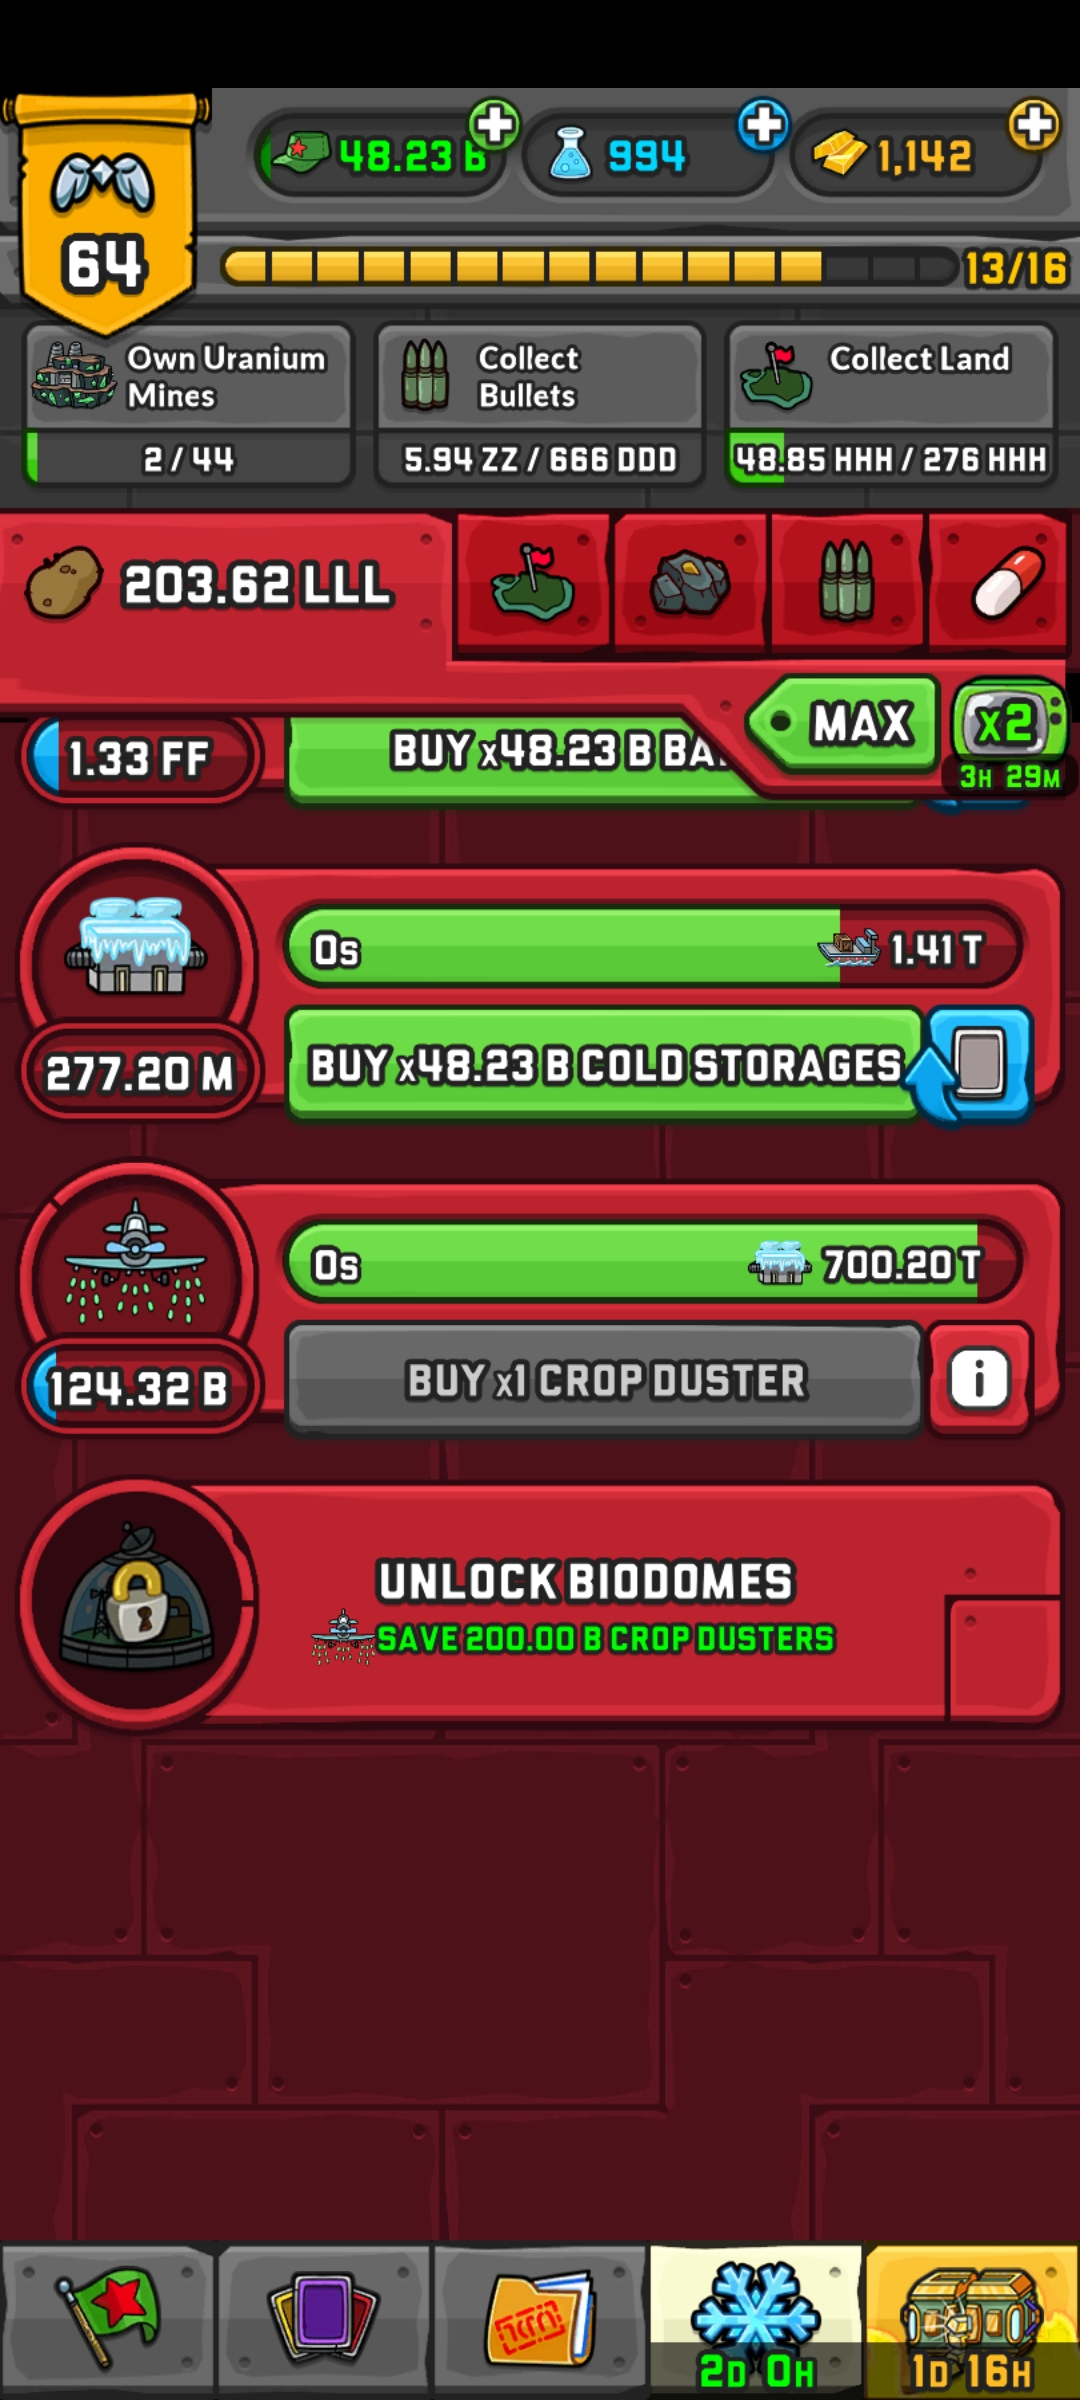 64
48.23 B
994
1,142
13/16
Own Uranium
Mines
2 / 44
Collect
Bullets
5.94 ZZ / 666 DDD
Collect Land
48.85 HHH / 276 HHH
203.62 LLL
MAX
x2
3H 29M
1.33 FF
BUY x48.23 B BA
0s
1.41 T
277.20 M
BUY x48.23 B COLD STORAGES
0s
700.20 T
124.32 B
BUY x1 CROP DUSTER
i
UNLOCK BIODOMES
SAVE 200.00 B CROP DUSTERS
2D 0H
1D 16H